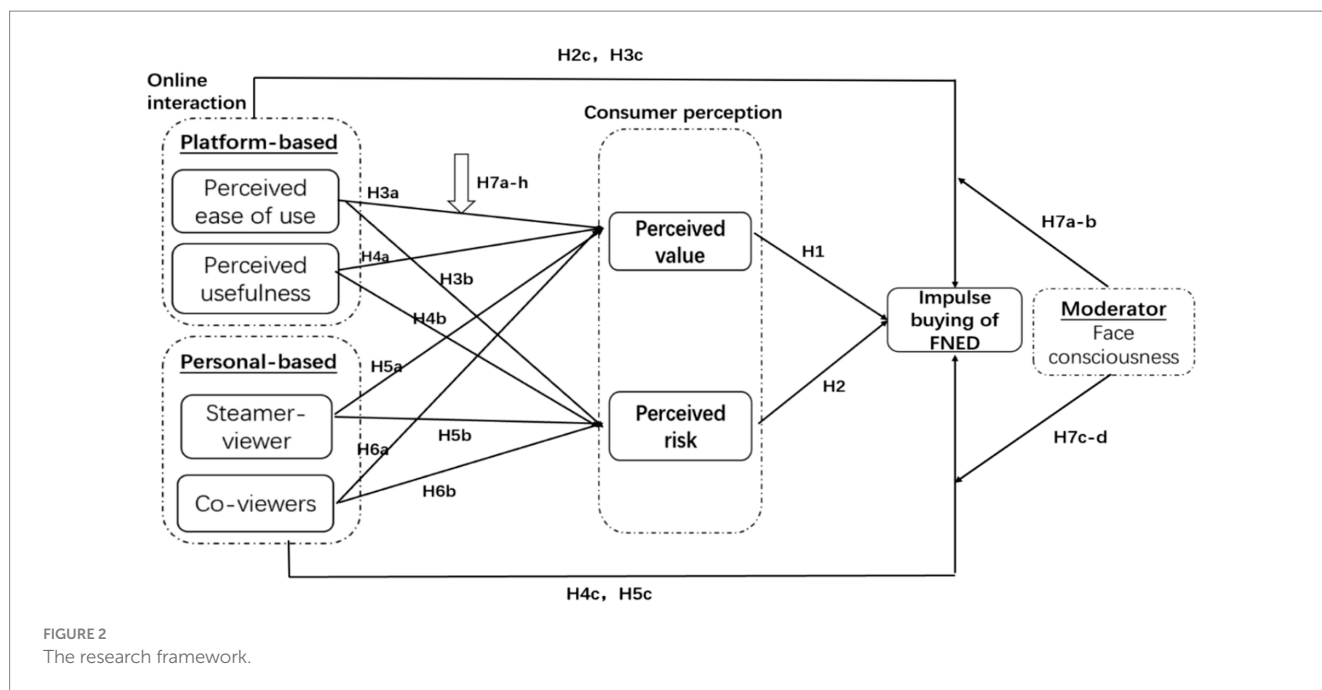 H2c, H3c
Online
interaction
Consumer perception
Platform-based
Perceived
ease of use
H3a
H7a-h
Perceived
usefulness
H4a
H3b
H4b
Perceived
value
H1
H7a-b
Impulse
buying of
FNED
Moderator
Face
consciousness
Personal-based
Steamer-
viewer
H5a
H5b
Co-viewers
H6a
H6b
Perceived
risk
H2
H7c-d
H4c, H5c
FIGURE 2
The research framework.